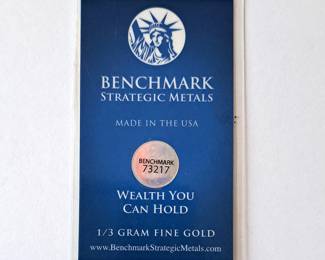 BENCHMARK
STRATEGIC METALS
MADE IN THE USA
BENCHMARK
73217
WEALTH YOU
CAN HOLD
1/3 GRAM FINE GOLD
www.BenchmarkStrategicMetals.com